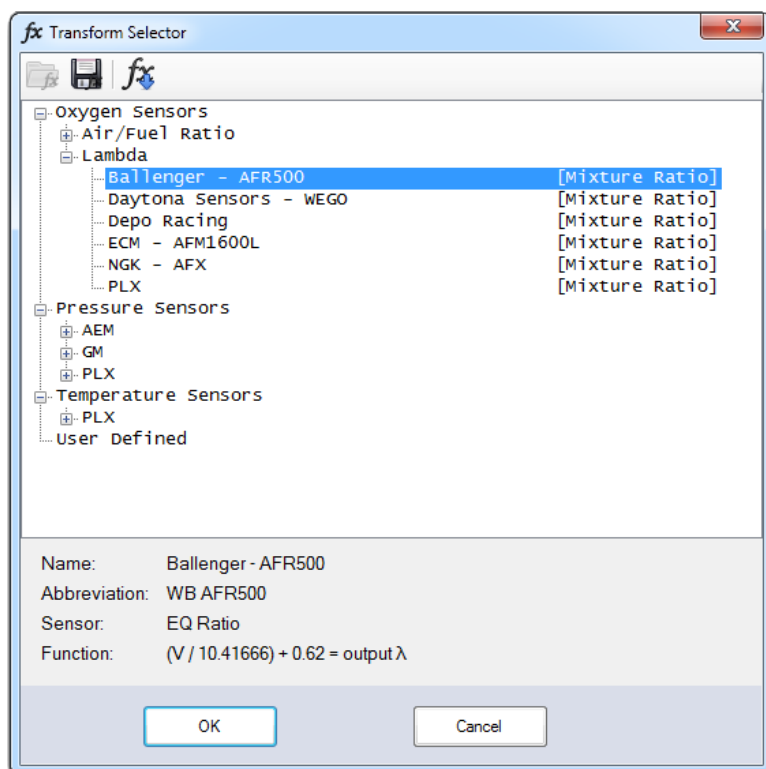 fx Transform Selector
Oxygen Sensors
Air/Fuel Ratio
Lambda
Ballenger - AFR500 [Mixture Ratio]
Daytona Sensors - WEGO [Mixture Ratio]
Depo Racing [Mixture Ratio]
ECM - AFM1600L [Mixture Ratio]
NGK - AFX [Mixture Ratio]
PLX [Mixture Ratio]
Pressure Sensors
AEM
GM
PLX
Temperature Sensors
PLX
User Defined
Name: Ballenger - AFR500
Abbreviation: WB AFR500
Sensor: EQ Ratio
Function: (V / 10.41666) + 0.62 = output λ
OK Cancel